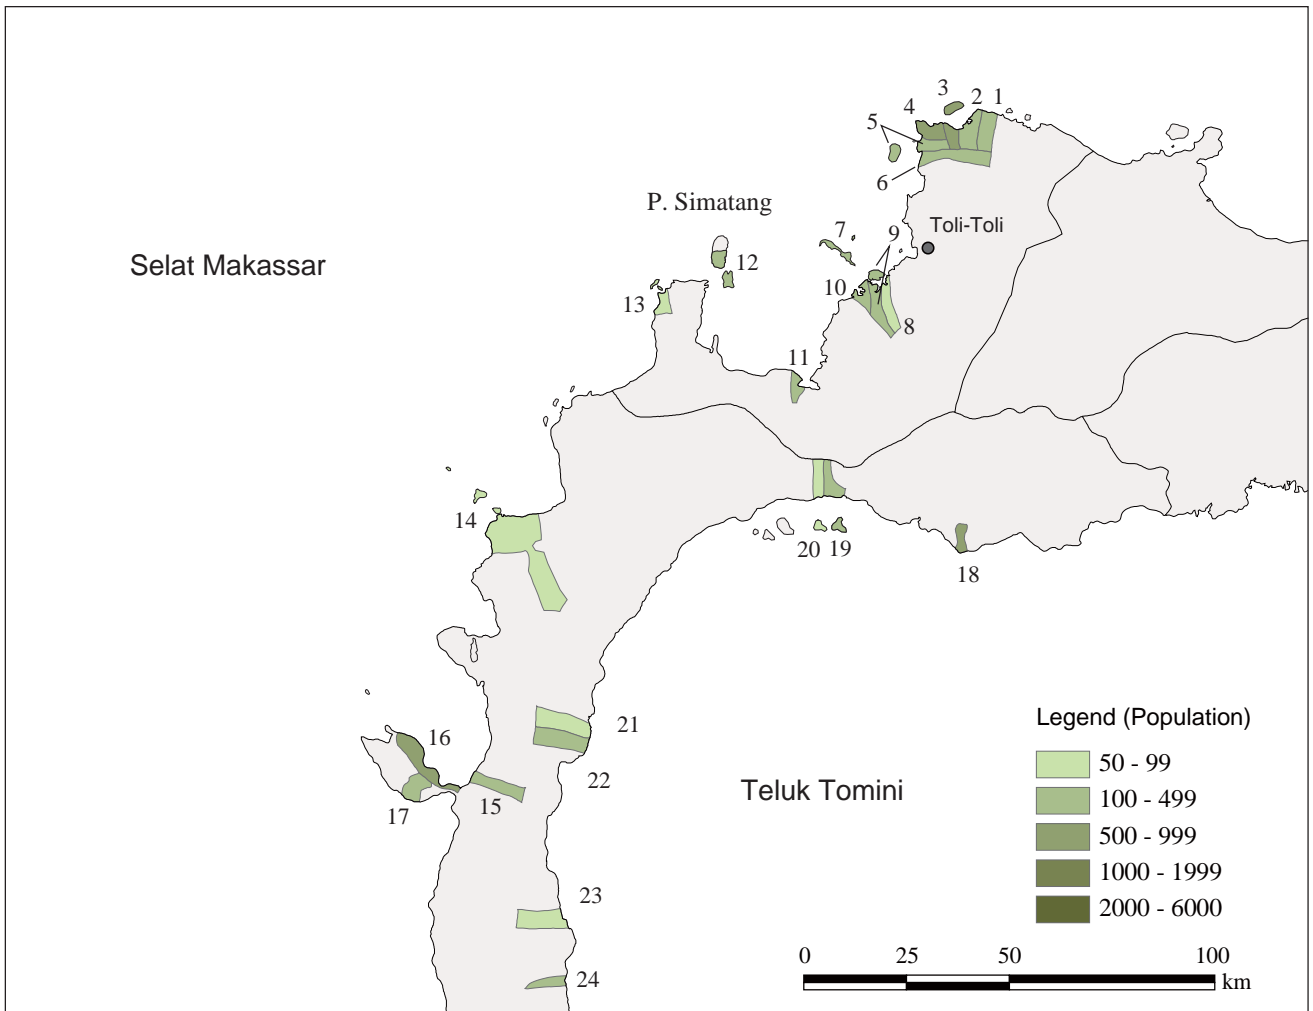 3
2
1
4
5
6
P. Simatang
7
9
Toli-Toli
Selat Makassar
12
10
13
8
11
14
20
19
18
21
Legend (Population)
16
50 - 99
22
Teluk Tomini
100 - 499
15
17
500 - 999
1000 - 1999
23
2000 - 6000
0
25
50
100
24
km